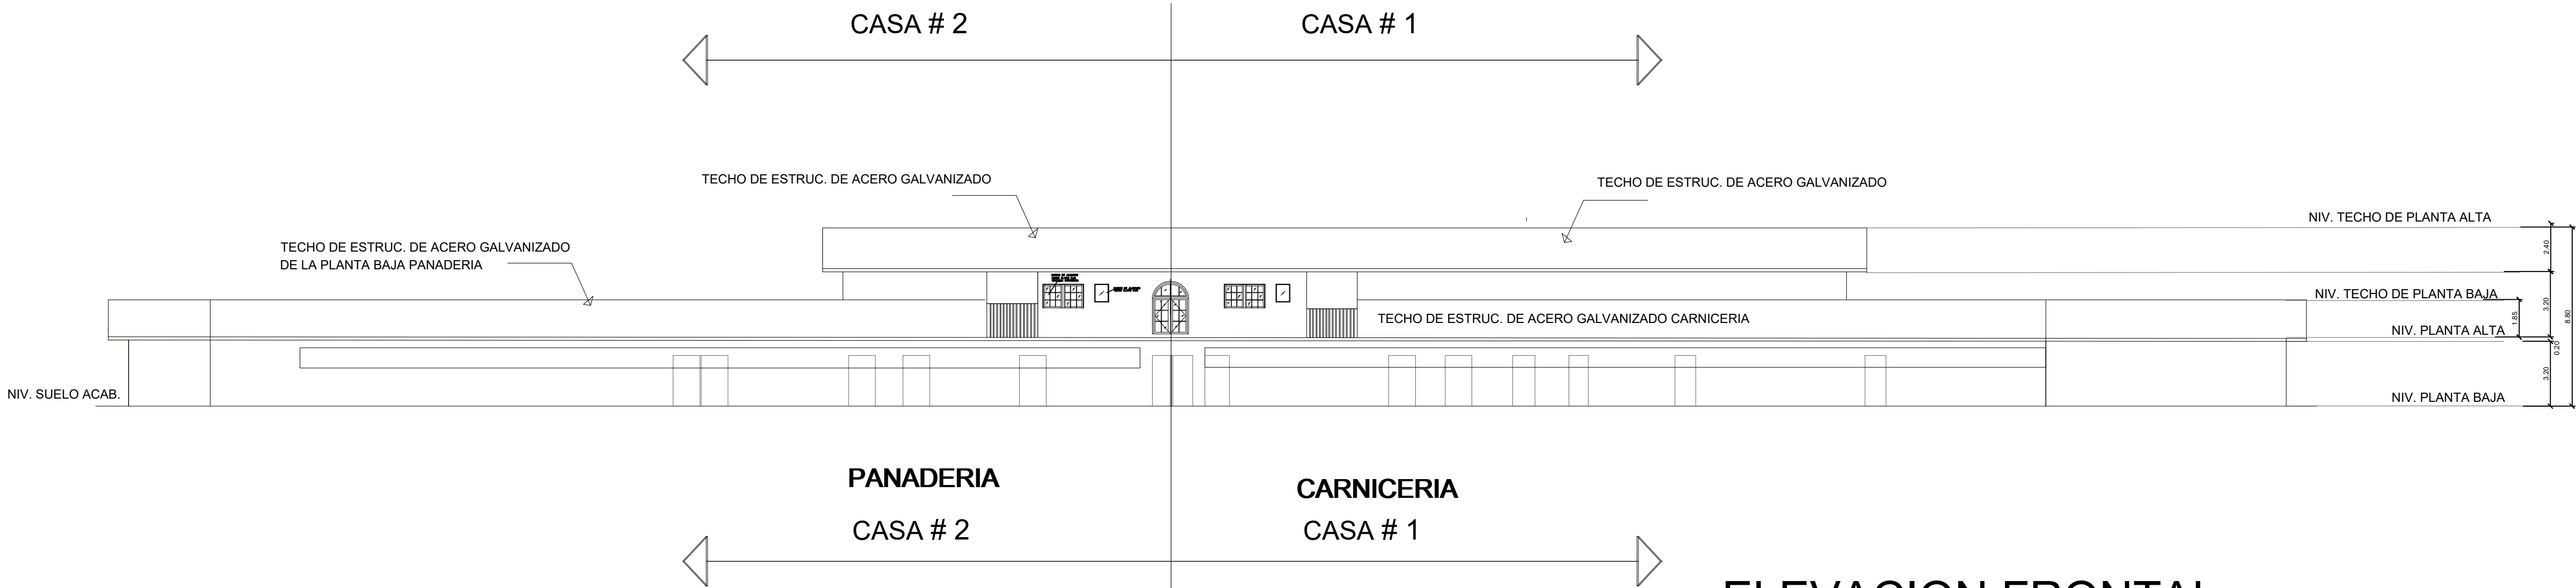 CASA # 2
CASA # 1
TECHO DE ESTRUC. DE ACERO GALVANIZADO
TECHO DE ESTRUC. DE ACERO GALVANIZADO
NIV. TECHO DE PLANTA ALTA
TECHO DE ESTRUC. DE ACERO GALVANIZADO
DE LA PLANTA BAJA PANADERIA
2.40
NIV. TECHO DE PLANTA BAJA
3.20
1.85
8.80
TECHO DE ESTRUC. DE ACERO GALVANIZADO CARNICERIA
NIV. PLANTA ALTA
0.20
3.20
NIV. SUELO ACAB.
NIV. PLANTA BAJA
PANADERIA
CARNICERIA
CASA # 2
CASA # 1
ELEVACION FRONTAL